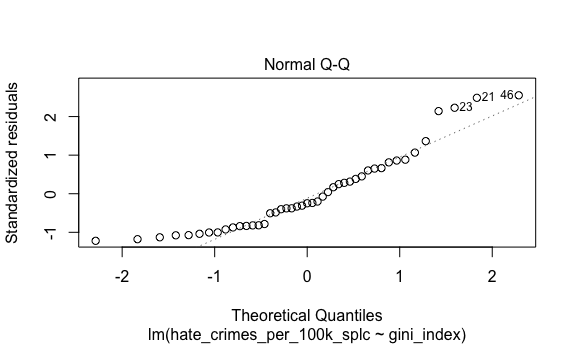 Normal Q-Q
Standardized residuals
2
1
0
-1
46
21
23
-2 -1 0 1 2
Theoretical Quantiles
lm(hate_crimes_per_100k_splc ~ gini_index)